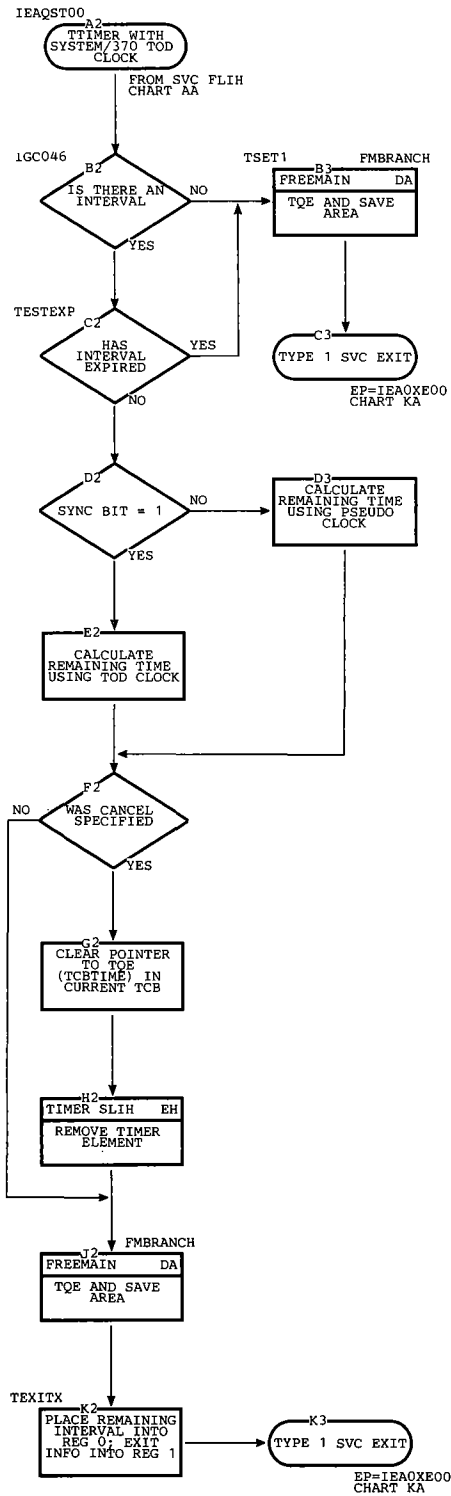 IEAQST00
A2
TTIMER WITH
SYSTEM/370 TOD
CLOCK
FROM SVC FLIH
CHART AA
IGC046
B2
IS THERE AN
INTERVAL
NO
YES
TSET1
B3
FMBRANCH
FREEMAIN DA
TQE AND SAVE
AREA
TESTEXP
C2
HAS
INTERVAL
EXPIRED
YES
NO
C3
TYPE 1 SVC EXIT
EP=IEA0XE00
CHART KA
D2
SYNC BIT = 1
NO
YES
D3
CALCULATE
REMAINING TIME
USING PSEUDO
CLOCK
E2
CALCULATE
REMAINING TIME
USING TOD CLOCK
F2
WAS CANCEL
SPECIFIED
NO
YES
G2
CLEAR POINTER
TO TQE
(TCBTIME) IN
CURRENT TCB
H2
TIMER SLIH EH
REMOVE TIMER
ELEMENT
FMBRANCH
J2
FREEMAIN DA
TQE AND SAVE
AREA
TEXITX
K2
PLACE REMAINING
INTERVAL INTO
REG 0; EXIT
INFO INTO REG 1
K3
TYPE 1 SVC EXIT
EP=IEA0XE00
CHART KA